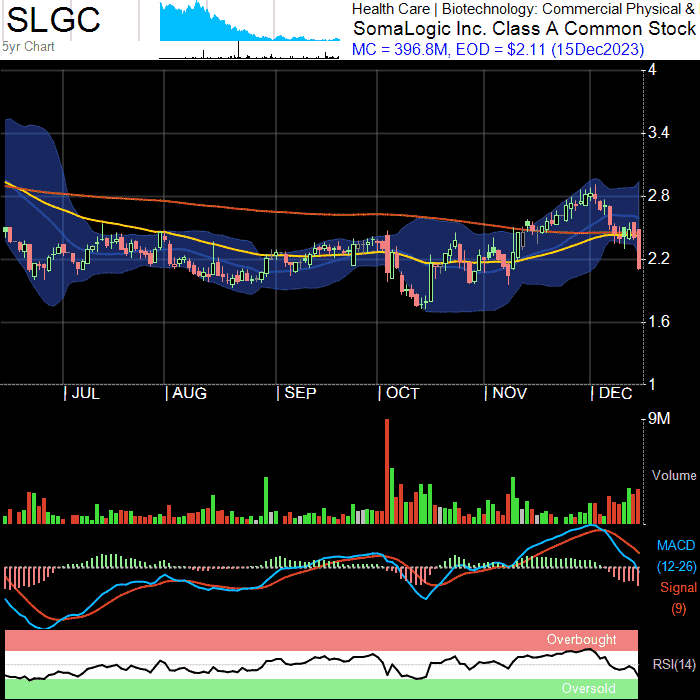 SLGC
5yr Chart
Health Care | Biotechnology: Commercial Physical &
SomaLogic Inc. Class A Common Stock
MC = 396.8M, EOD = $2.11 (15Dec2023)
4
3.4
2.8
2.2
1.6
1
| JUL | AUG | SEP | OCT | NOV | DEC
9M
Volume
MACD
(12-26)
Signal
(9)
Overbought
RSI(14)
Oversold